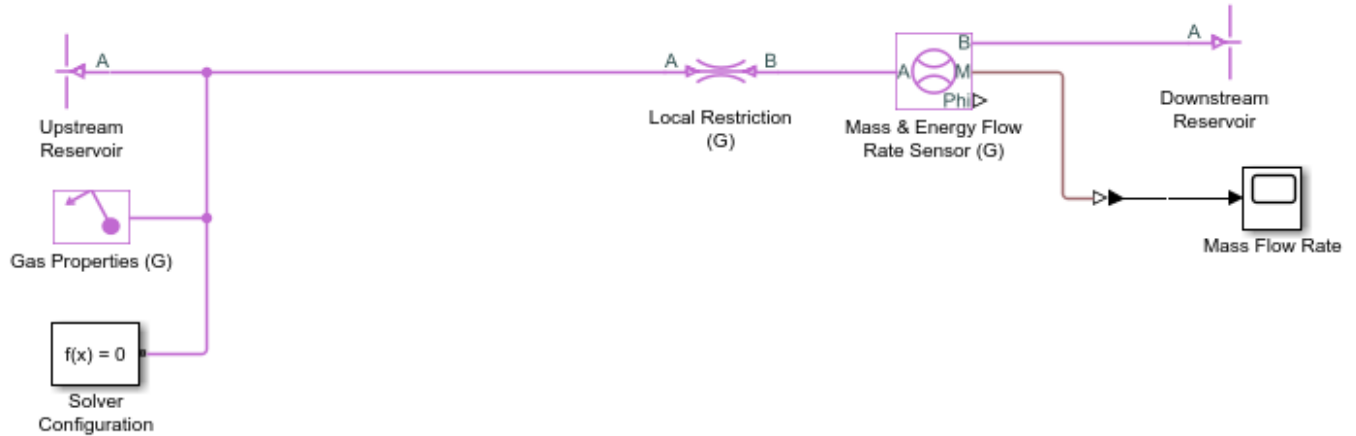 A
Upstream
Reservoir
Gas Properties (G)
f(x) = 0
Solver
Configuration
A
B
Local Restriction
(G)
B
A
M
Phi
Mass & Energy Flow
Rate Sensor (G)
A
Downstream
Reservoir
Mass Flow Rate